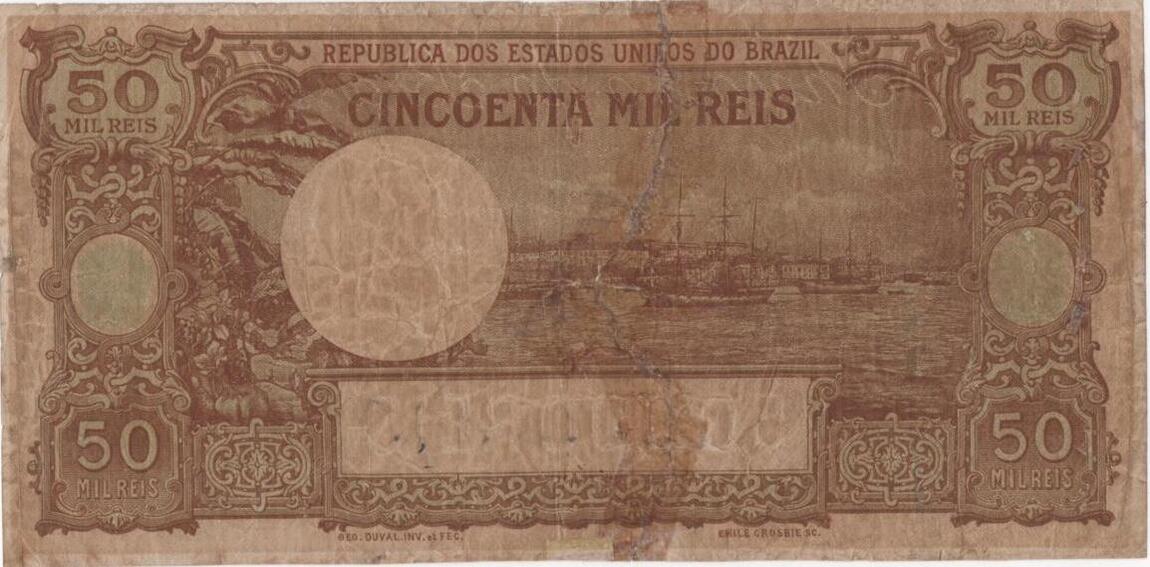 REPUBLICA DOS ESTADOS UNIDOS DO BRAZIL
50
MIL REIS
CINCOENTA MIL REIS
50
MIL REIS
50
MIL REIS
50
MIL REIS
GEO. DUVAL.INV. et FEC.
EMILE CROSBIE SC.